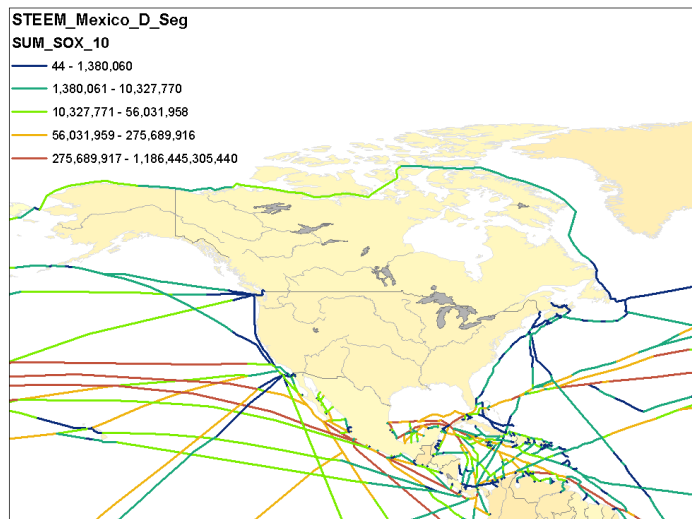 STEEM_Mexico_D_Seg
SUM_SOX_10
44 - 1,380,060
1,380,061 - 10,327,770
10,327,771 - 56,031,958
56,031,959 - 275,689,916
275,689,917 - 1,186,445,305,440